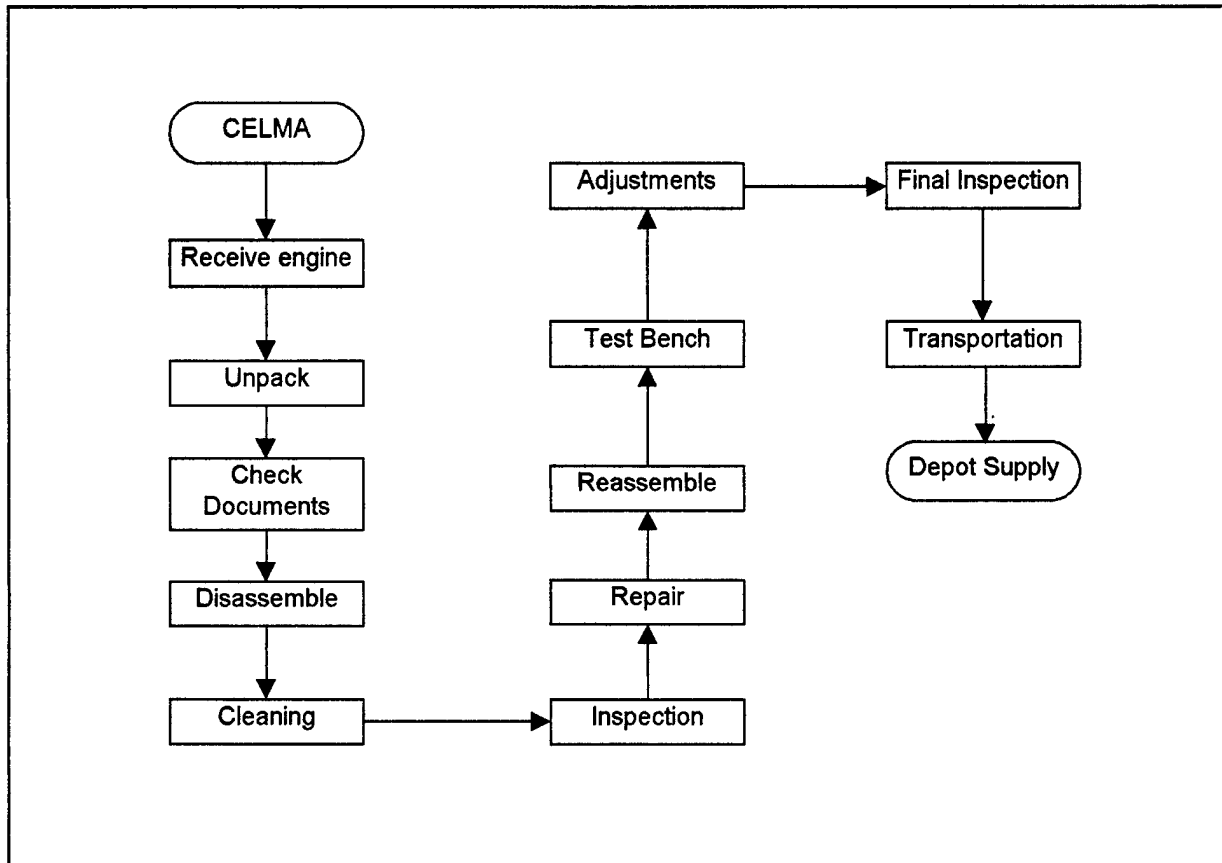 CELMA
Receive engine
Unpack
Check
Documents
Disassemble
Cleaning
Inspection
Repair
Reassemble
Test Bench
Adjustments
Final Inspection
Transportation
Depot Supply